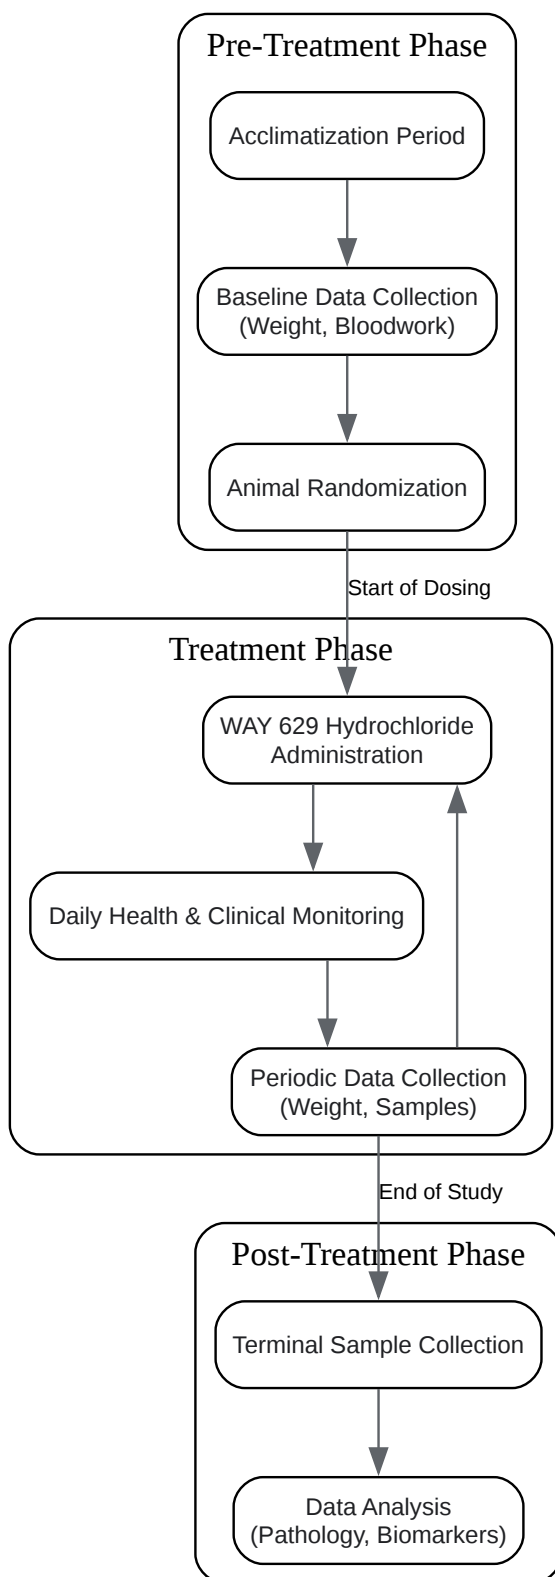 Pre-Treatment Phase
Acclimatization Period
Baseline Data Collection
(Weight, Bloodwork)
Animal Randomization
Start of Dosing
Treatment Phase
WAY 629 Hydrochloride
Administration
Daily Health & Clinical Monitoring
Periodic Data Collection
(Weight, Samples)
End of Study
Post-Treatment Phase
Terminal Sample Collection
Data Analysis
(Pathology, Biomarkers)